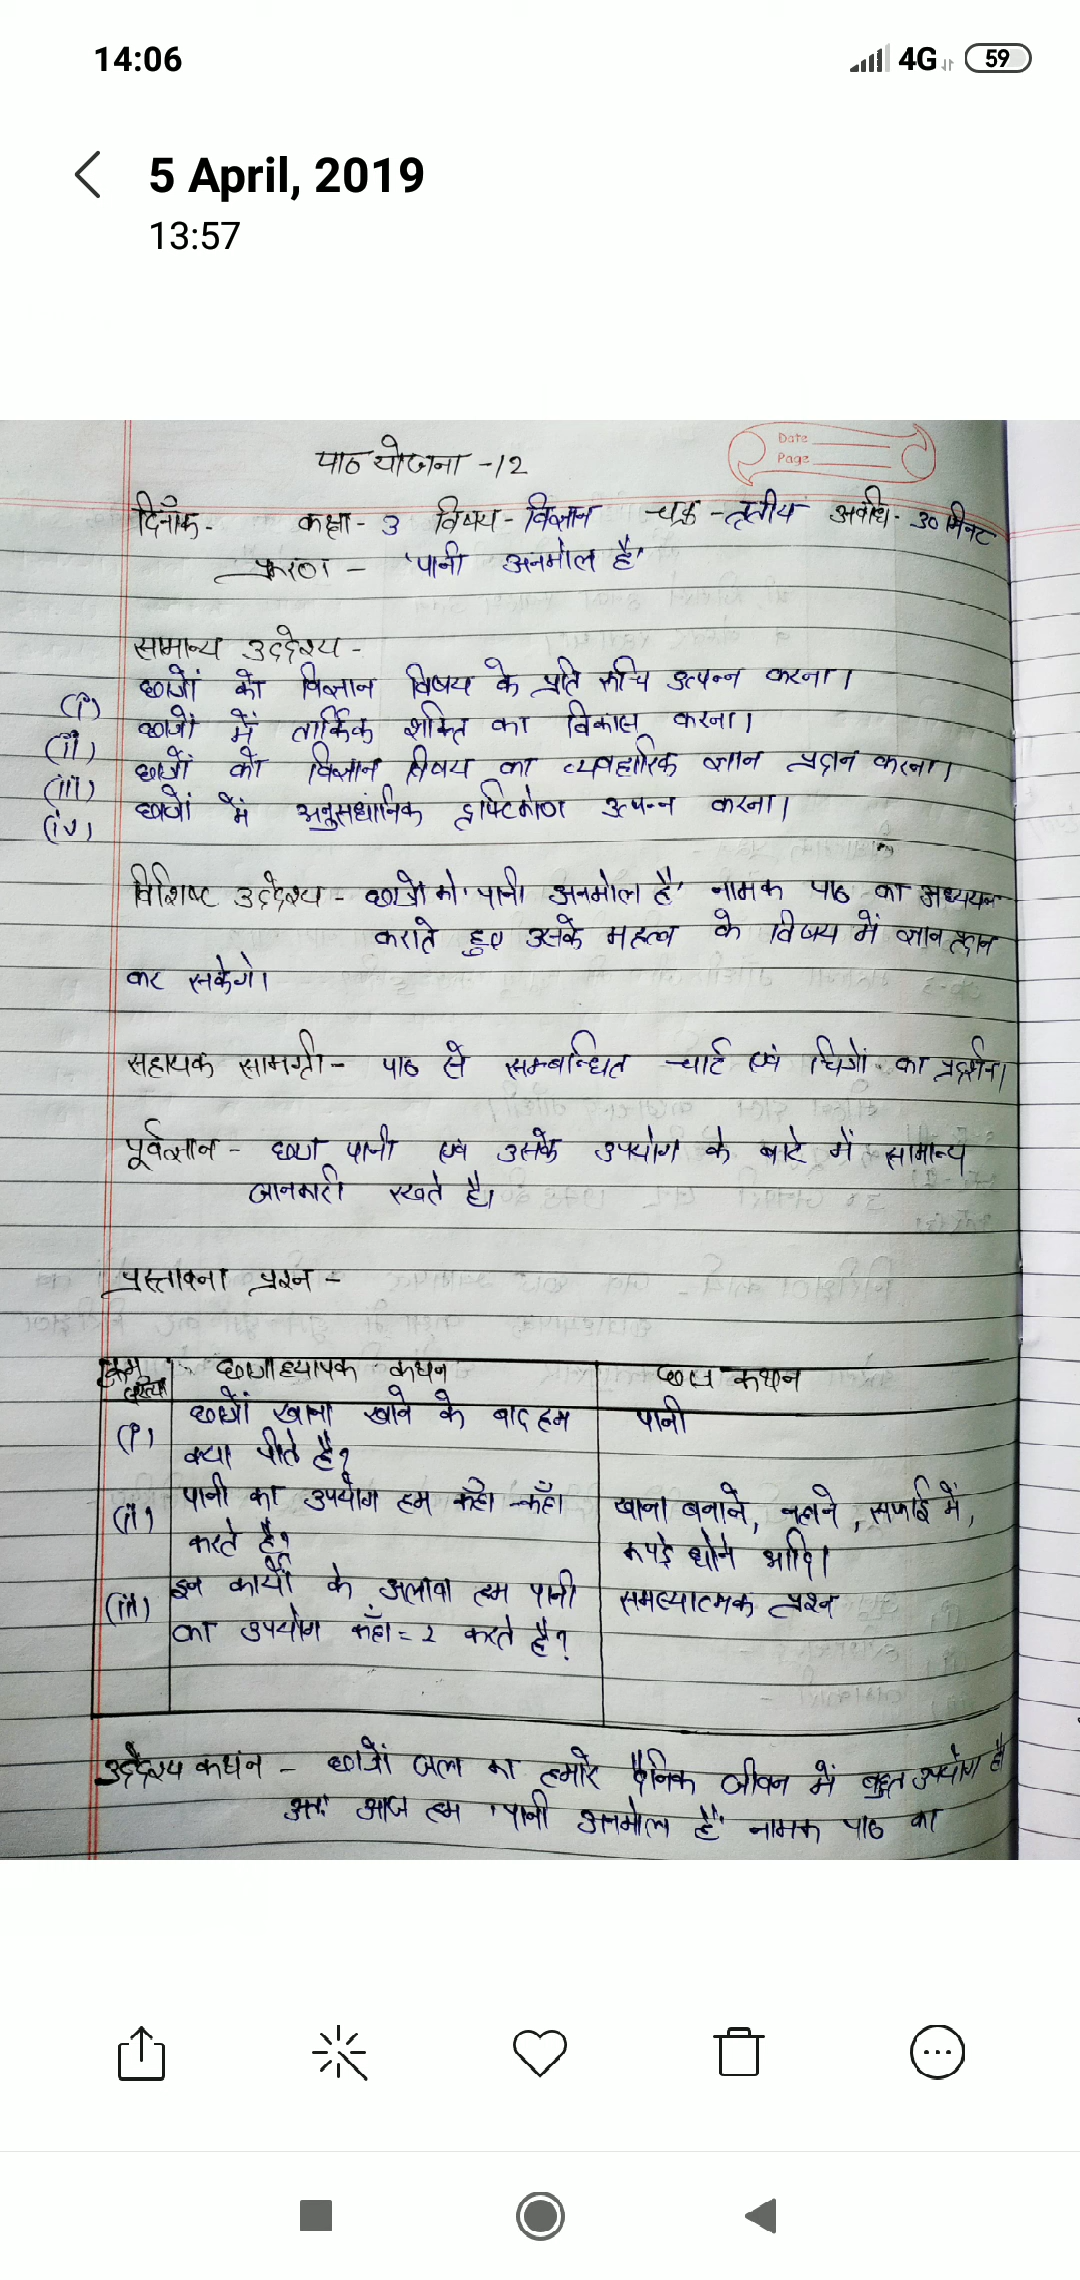 14:06
4G 59
5 April, 2019
13:57
Date
Page
पाठ योजना -12
दिनाँक- कक्षा - 3 विषय - विज्ञान चक्र - तृतीय अवधि - 30 मिनट
प्रकरण - 'पानी अनमोल है'
सामान्य उद्देश्य -
(i) छात्रों को विज्ञान विषय के प्रति रूचि उत्पन्न करना।
(ii) छात्रों में तार्किक शक्ति का विकास करना।
(iii) छात्रों को विज्ञान विषय का व्यवहारिक ज्ञान प्रदान करना।
(iv) छात्रों में अनुसंधानिक दृष्टिकोण उत्पन्न करना।
विशिष्ट उद्देश्य - छात्रों को 'पानी अनमोल है' नामक पाठ का अध्ययन
कराते हुए उसके महत्व के विषय में ज्ञान प्रदान
कर सकेगे।
सहायक सामग्री - पाठ से सम्बन्धित चार्ट एवं चित्रों का प्रदर्शन।
पूर्वज्ञान - छात्र पानी एवं उसके उपयोग के बारे में सामान्य
जानकारी रखते है।
प्रस्तावना प्रश्न -
क्रम संख्या छात्राध्यापक कथन छात्र कथन
(i) छात्रों खाना खाने के बाद हम पानी
क्या पीते है?
(ii) पानी का उपयोग हम कहाँ -कहाँ खाना बनाने, नहाने, सफाई में,
करते है? कपड़े धोने आदि।
(iii) इन कार्यों के अलावा हम पानी समस्यात्मक प्रश्न
का उपयोग कहाँ = 2 करते है?
उद्देश्य कथन - छात्रों जल का हमारे दैनिक जीवन में बहुत उपयोग है
अतः आज हम 'पानी अनमोल है' नामक पाठ का